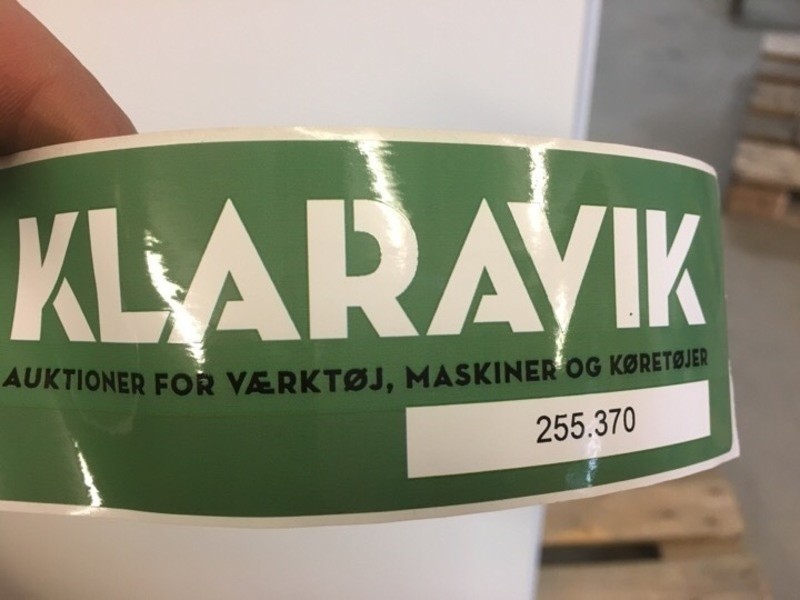 KLARAVIK
AUKTIONER FOR VÆRKTØJ, MASKINER OG KØRETØJER
255.370